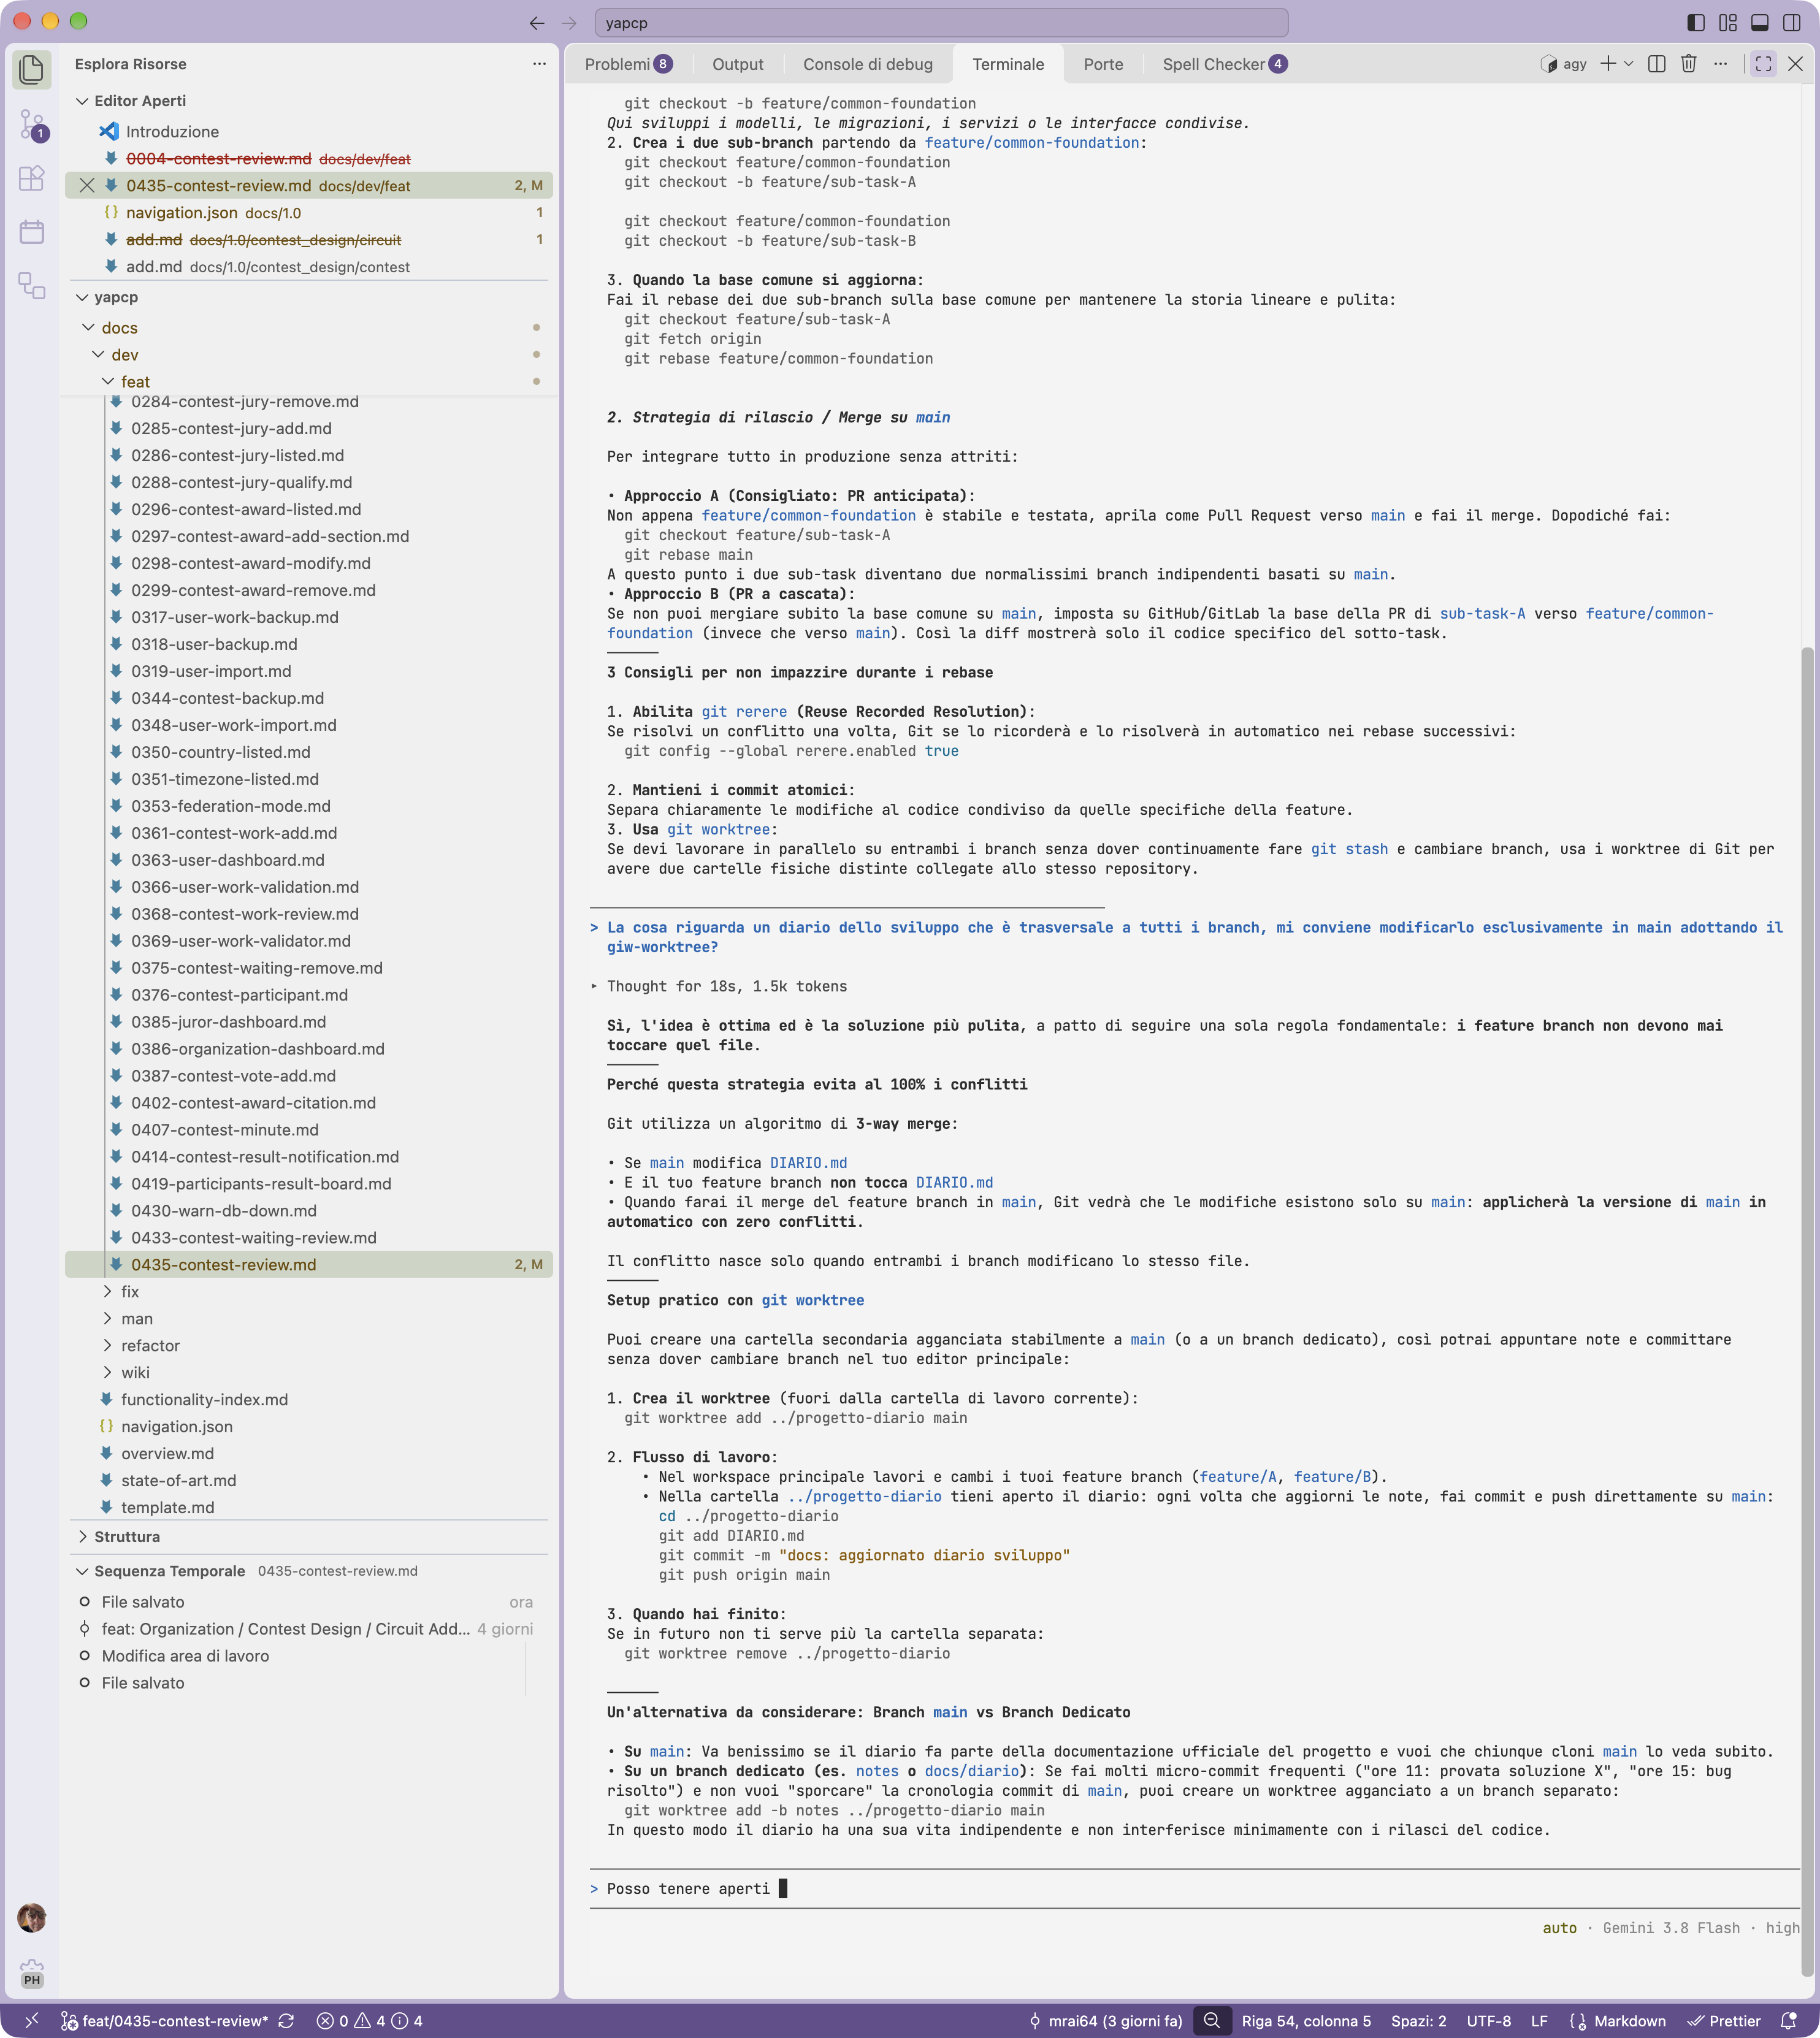 yapcp
Esplora Risorse
Editor Aperti
Introduzione
0004-contest-review.md docs/dev/feat
0435-contest-review.md docs/dev/feat 2, M
navigation.json docs/1.0 1
add.md docs/1.0/contest_design/circuit 1
add.md docs/1.0/contest_design/contest
yapcp
docs
dev
feat
0284-contest-jury-remove.md
0285-contest-jury-add.md
0286-contest-jury-listed.md
0288-contest-jury-qualify.md
0296-contest-award-listed.md
0297-contest-award-add-section.md
0298-contest-award-modify.md
0299-contest-award-remove.md
0317-user-work-backup.md
0318-user-backup.md
0319-user-import.md
0344-contest-backup.md
0348-user-work-import.md
0350-country-listed.md
0351-timezone-listed.md
0353-federation-mode.md
0361-contest-work-add.md
0363-user-dashboard.md
0366-user-work-validation.md
0368-contest-work-review.md
0369-user-work-validator.md
0375-contest-waiting-remove.md
0376-contest-participant.md
0385-juror-dashboard.md
0386-organization-dashboard.md
0387-contest-vote-add.md
0402-contest-award-citation.md
0407-contest-minute.md
0414-contest-result-notification.md
0419-participants-result-board.md
0430-warn-db-down.md
0433-contest-waiting-review.md
0435-contest-review.md 2, M
fix
man
refactor
wiki
functionality-index.md
navigation.json
overview.md
state-of-art.md
template.md
Struttura
Sequenza Temporale 0435-contest-review.md
File salvato ora
feat: Organization / Contest Design / Circuit Add... 4 giorni
Modifica area di lavoro
File salvato
1
PH
Problemi 8 Output Console di debug Terminale Porte Spell Checker 4 agy
git checkout -b feature/common-foundation
Qui sviluppi i modelli, le migrazioni, i servizi o le interfacce condivise.
2. Crea i due sub-branch partendo da feature/common-foundation:
git checkout feature/common-foundation
git checkout -b feature/sub-task-A
git checkout feature/common-foundation
git checkout -b feature/sub-task-B
3. Quando la base comune si aggiorna:
Fai il rebase dei due sub-branch sulla base comune per mantenere la storia lineare e pulita:
git checkout feature/sub-task-A
git fetch origin
git rebase feature/common-foundation
2. Strategia di rilascio / Merge su main
Per integrare tutto in produzione senza attriti:
• Approccio A (Consigliato: PR anticipata):
Non appena feature/common-foundation è stabile e testata, aprila come Pull Request verso main e fai il merge. Dopodiché fai:
git checkout feature/sub-task-A
git rebase main
A questo punto i due sub-task diventano due normalissimi branch indipendenti basati su main.
• Approccio B (PR a cascata):
Se non puoi mergiare subito la base comune su main, imposta su GitHub/GitLab la base della PR di sub-task-A verso feature/common-
foundation (invece che verso main). Così la diff mostrerà solo il codice specifico del sotto-task.
3 Consigli per non impazzire durante i rebase
1. Abilita git rerere (Reuse Recorded Resolution):
Se risolvi un conflitto una volta, Git se lo ricorderà e lo risolverà in automatico nei rebase successivi:
git config --global rerere.enabled true
2. Mantieni i commit atomici:
Separa chiaramente le modifiche al codice condiviso da quelle specifiche della feature.
3. Usa git worktree:
Se devi lavorare in parallelo su entrambi i branch senza dover continuamente fare git stash e cambiare branch, usa i worktree di Git per
avere due cartelle fisiche distinte collegate allo stesso repository.
> La cosa riguarda un diario dello sviluppo che è trasversale a tutti i branch, mi conviene modificarlo esclusivamente in main adottando il
giw-worktree?
▸ Thought for 18s, 1.5k tokens
Sì, l'idea è ottima ed è la soluzione più pulita, a patto di seguire una sola regola fondamentale: i feature branch non devono mai
toccare quel file.
Perché questa strategia evita al 100% i conflitti
Git utilizza un algoritmo di 3-way merge:
• Se main modifica DIARIO.md
• E il tuo feature branch non tocca DIARIO.md
• Quando farai il merge del feature branch in main, Git vedrà che le modifiche esistono solo su main: applicherà la versione di main in
automatico con zero conflitti.
Il conflitto nasce solo quando entrambi i branch modificano lo stesso file.
Setup pratico con git worktree
Puoi creare una cartella secondaria agganciata stabilmente a main (o a un branch dedicato), così potrai appuntare note e committare
senza dover cambiare branch nel tuo editor principale:
1. Crea il worktree (fuori dalla cartella di lavoro corrente):
git worktree add ../progetto-diario main
2. Flusso di lavoro:
• Nel workspace principale lavori e cambi i tuoi feature branch (feature/A, feature/B).
• Nella cartella ../progetto-diario tieni aperto il diario: ogni volta che aggiorni le note, fai commit e push direttamente su main:
cd ../progetto-diario
git add DIARIO.md
git commit -m "docs: aggiornato diario sviluppo"
git push origin main
3. Quando hai finito:
Se in futuro non ti serve più la cartella separata:
git worktree remove ../progetto-diario
Un'alternativa da considerare: Branch main vs Branch Dedicato
• Su main: Va benissimo se il diario fa parte della documentazione ufficiale del progetto e vuoi che chiunque cloni main lo veda subito.
• Su un branch dedicato (es. notes o docs/diario): Se fai molti micro-commit frequenti ("ore 11: provata soluzione X", "ore 15: bug
risolto") e non vuoi "sporcare" la cronologia commit di main, puoi creare un worktree agganciato a un branch separato:
git worktree add -b notes ../progetto-diario main
In questo modo il diario ha una sua vita indipendente e non interferisce minimamente con i rilasci del codice.
> Posso tenere aperti
auto · Gemini 3.8 Flash · high
feat/0435-contest-review* 0 4 4 mrai64 (3 giorni fa) Riga 54, colonna 5 Spazi: 2 UTF-8 LF Markdown Prettier